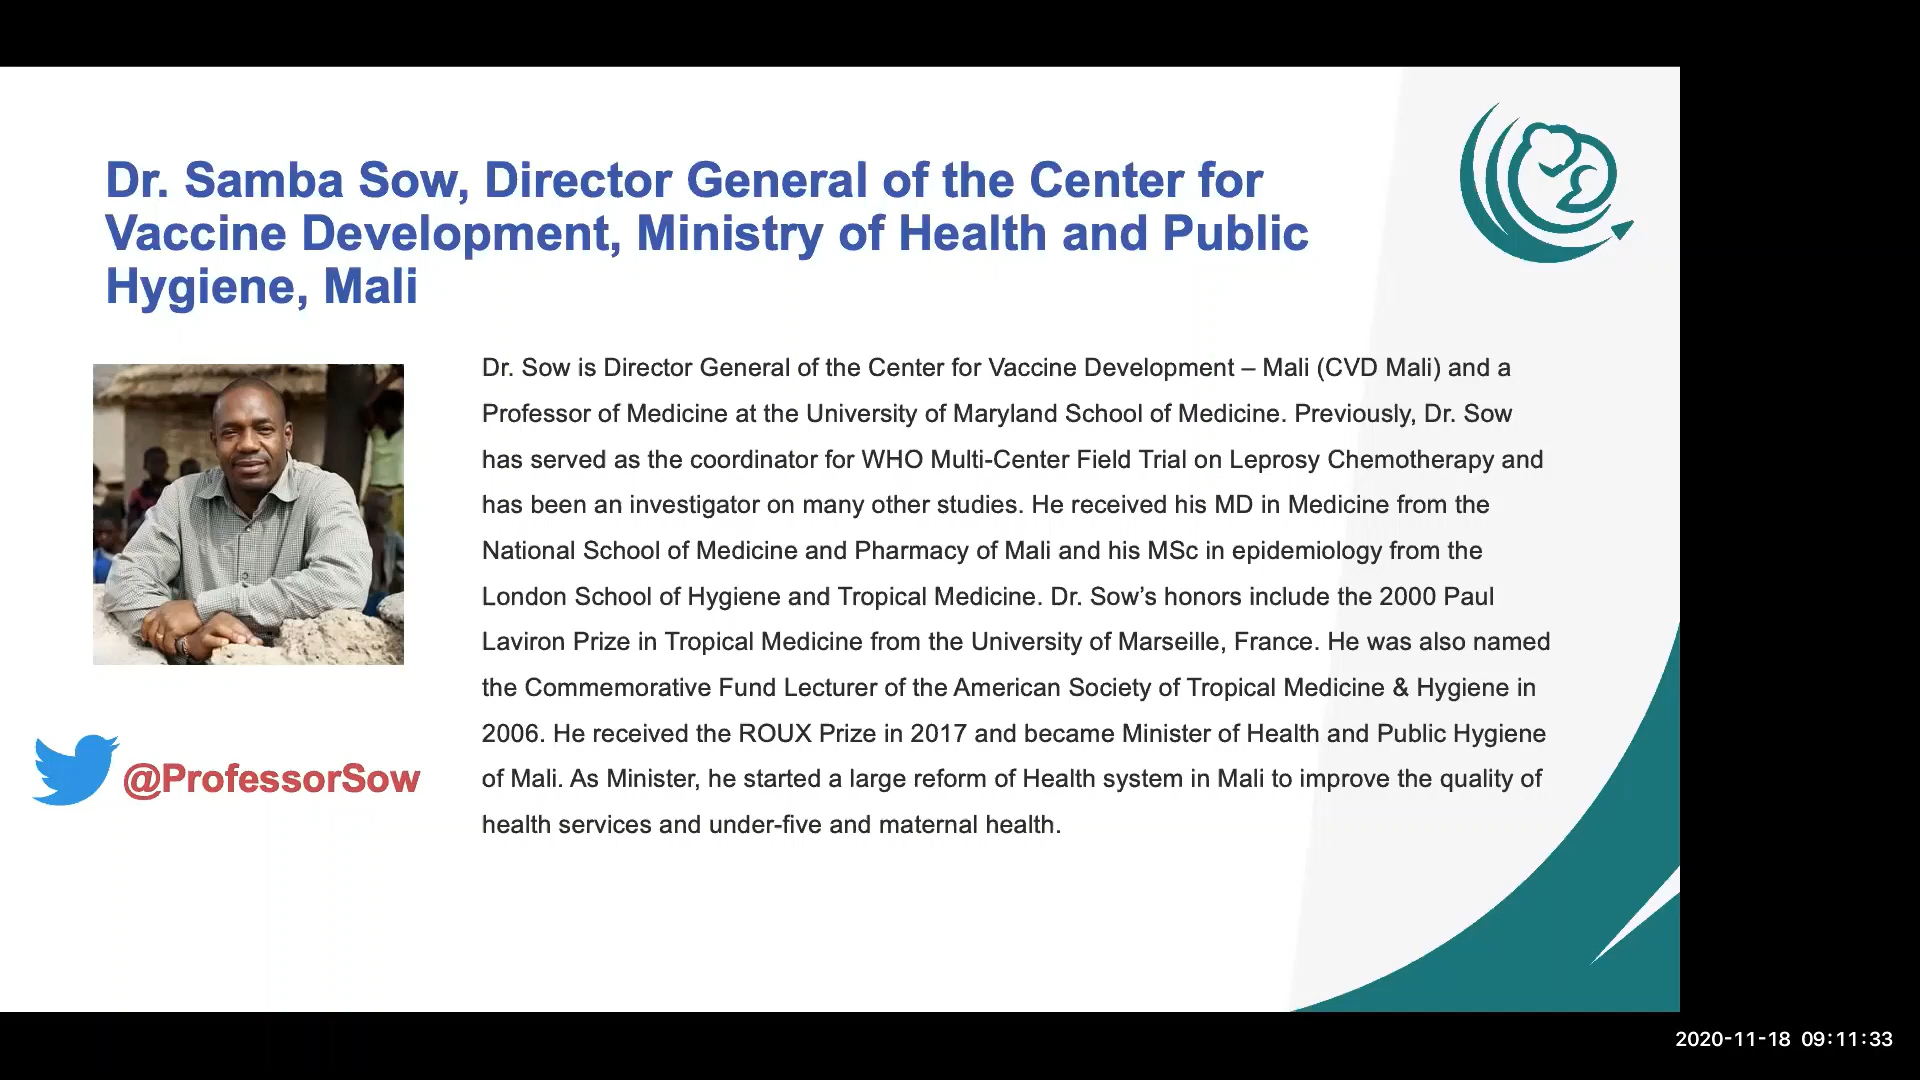 Dr. Samba Sow, Director General of the Center for
Vaccine Development, Ministry of Health and Public
Hygiene, Mali
Dr. Sow is Director General of the Center for Vaccine Development – Mali (CVD Mali) and a
Professor of Medicine at the University of Maryland School of Medicine. Previously, Dr. Sow
has served as the coordinator for WHO Multi-Center Field Trial on Leprosy Chemotherapy and
has been an investigator on many other studies. He received his MD in Medicine from the
National School of Medicine and Pharmacy of Mali and his MSc in epidemiology from the
London School of Hygiene and Tropical Medicine. Dr. Sow’s honors include the 2000 Paul
Laviron Prize in Tropical Medicine from the University of Marseille, France. He was also named
the Commemorative Fund Lecturer of the American Society of Tropical Medicine & Hygiene in
2006. He received the ROUX Prize in 2017 and became Minister of Health and Public Hygiene
of Mali. As Minister, he started a large reform of Health system in Mali to improve the quality of
health services and under-five and maternal health.
@ProfessorSow
2020-11-18 09:11:33